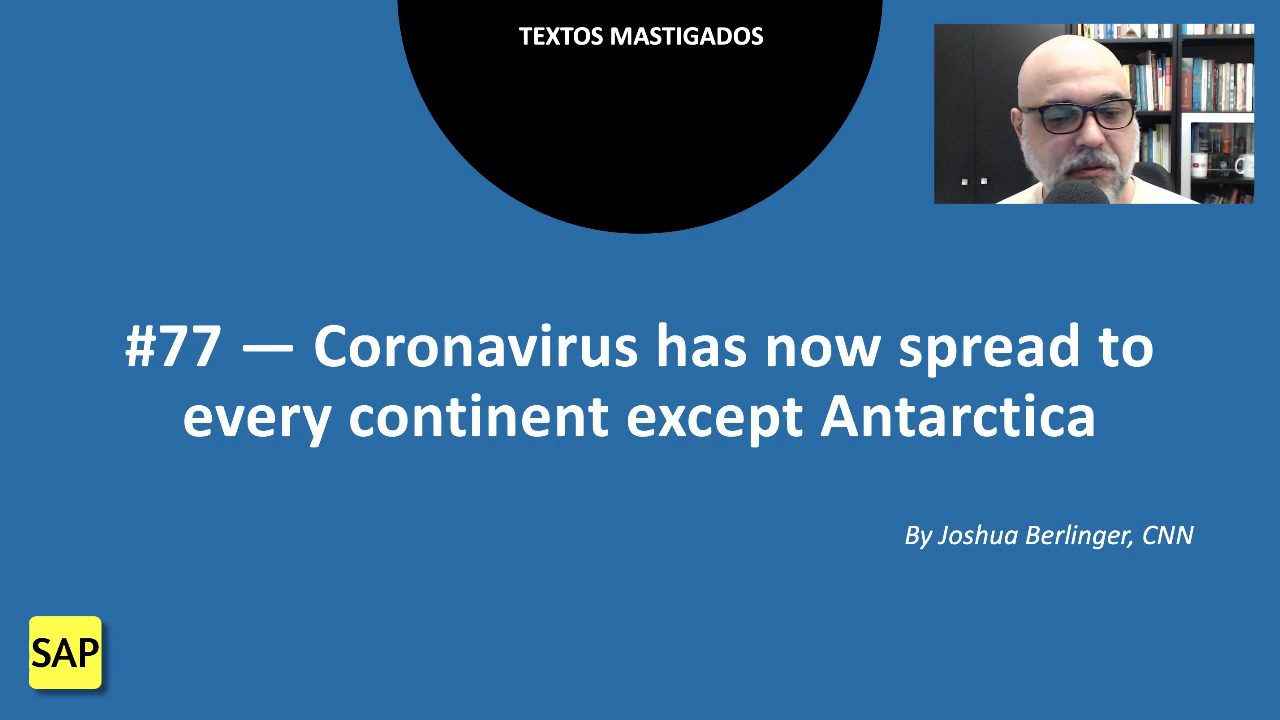 TEXTOS MASTIGADOS
#77 — Coronavirus has now spread to
every continent except Antarctica
By Joshua Berlinger, CNN
SAP